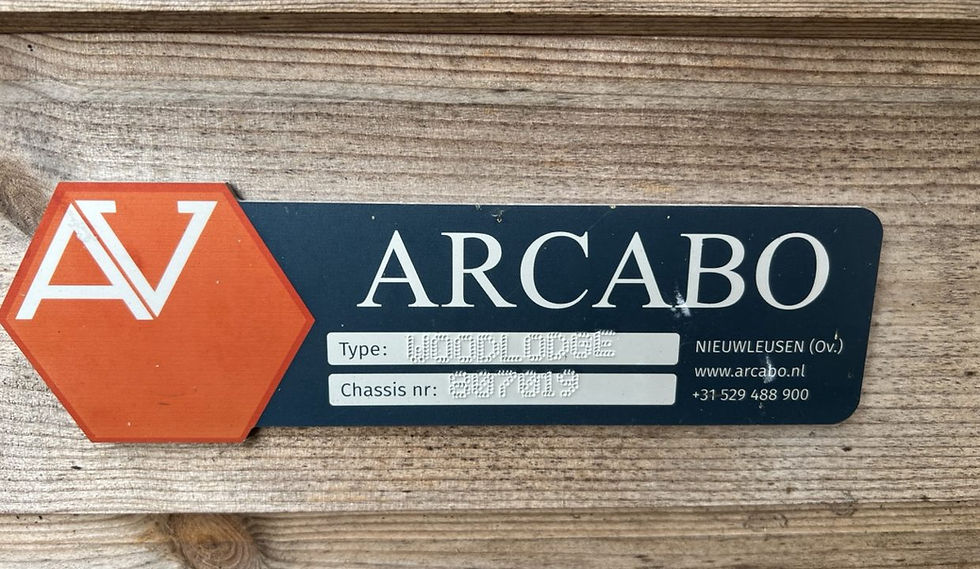 AV
ARCABO
Type: WOODLODGE
Chassis nr: 807019
NIEUWLEUSEN (Ov.)
www.arcabo.nl
+31 529 488 900